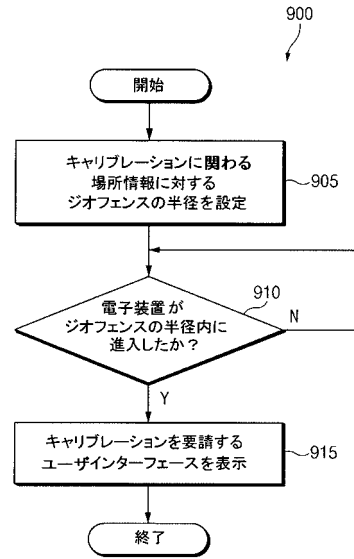 900
開始
キャリブレーションに関わる
場所情報に対する
ジオフェンスの半径を設定
905
電子装置が
ジオフェンスの半径内に
進入したか?
910
N
Y
キャリブレーションを要請する
ユーザインターフェースを表示
915
終了